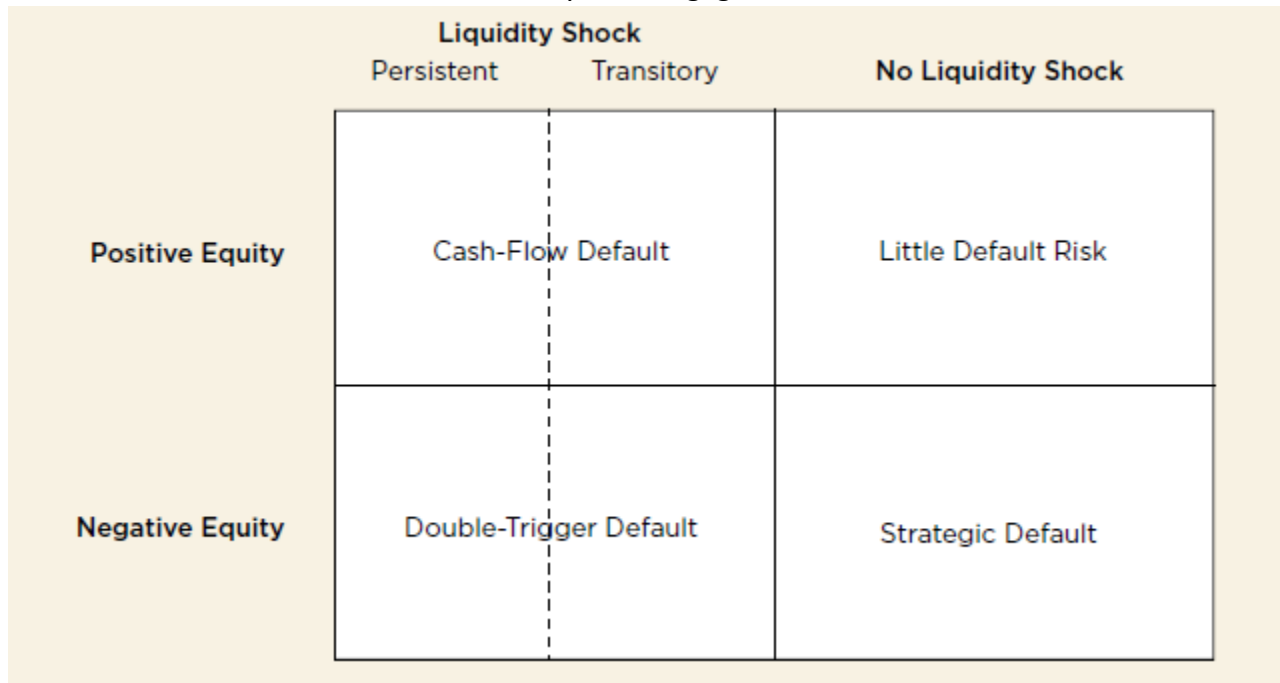 Liquidity Shock
Persistent Transitory No Liquidity Shock
Positive Equity Cash-Flow Default Little Default Risk
Negative Equity Double-Trigger Default Strategic Default